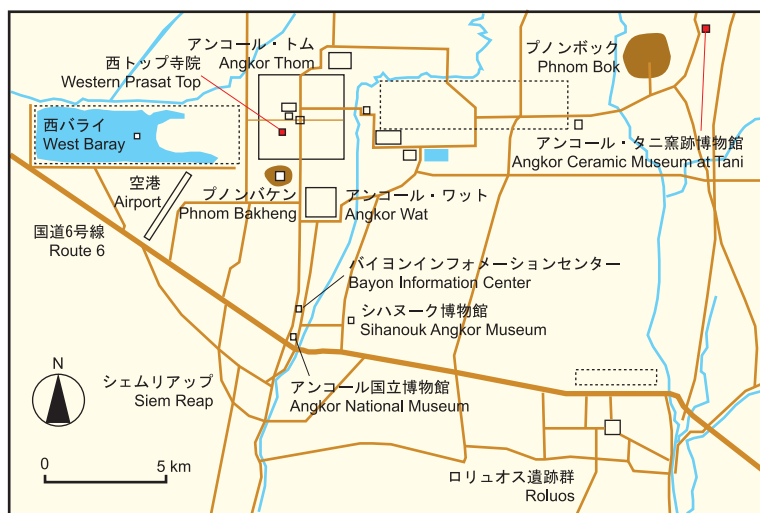 アンコール・トム
Angkor Thom
西トップ寺院
Western Prasat Top
プノンボック
Phnom Bok
西バライ
West Baray
アンコール・タニ窯跡博物館
Angkor Ceramic Museum at Tani
空港
Airport
プノンバケン
Phnom Bakheng
アンコール・ワット
Angkor Wat
国道6号線
Route 6
バイヨンインフォメーションセンター
Bayon Information Center
シハヌーク博物館
Sihanouk Angkor Museum
N
シェムリアップ
Siem Reap
アンコール国立博物館
Angkor National Museum
0 5 km
ロリュオス遺跡群
Roluos